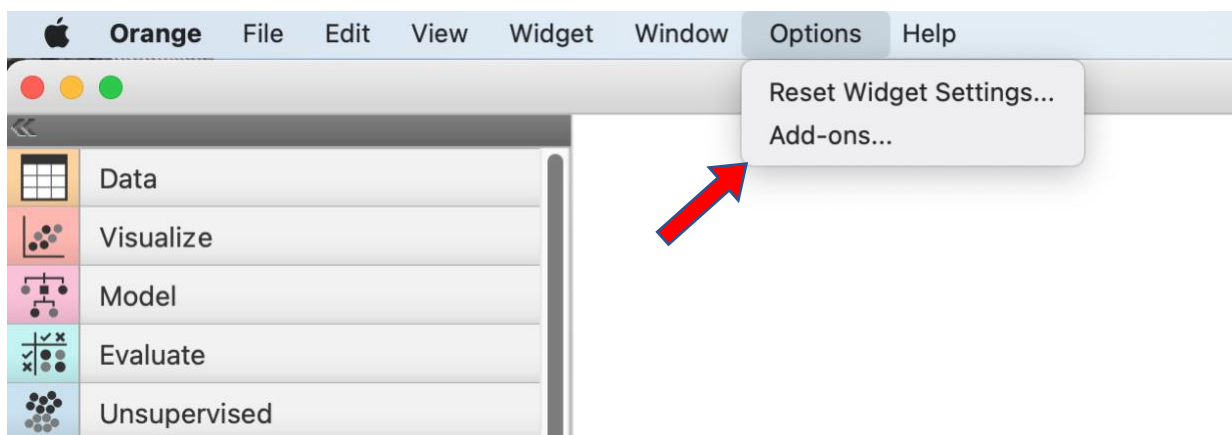 Orange File Edit View Widget Window Options Help
Reset Widget Settings...
Add-ons...
Data
Visualize
Model
Evaluate
Unsupervised